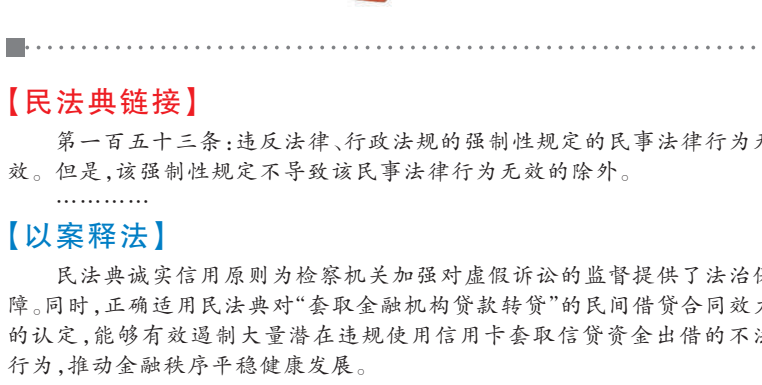 【民法典链接】
第一百五十三条:违反法律、行政法规的强制性规定的民事法律行为
效。但是,该强制性规定不导致该民事法律行为无效的除外。
…………
【以案释法】
民法典诚实信用原则为检察机关加强对虚假诉讼的监督提供了法治
障。同时,正确适用民法典对“套取金融机构贷款转贷”的民间借贷合同效
的认定,能够有效遏制大量潜在违规使用信用卡套取信贷资金出借的不
行为,推动金融秩序平稳健康发展。